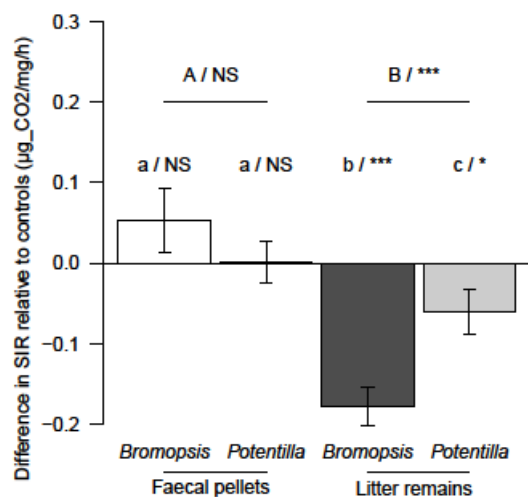 Difference in SIR relative to controls (µg_CO2/mg/h)
0.3
0.2
0.1
0.0
−0.1
−0.2
A / NS
B / ***
a / NS
a / NS
b / ***
c / *
Bromopsis
Potentilla
Bromopsis
Potentilla
Faecal pellets
Litter remains